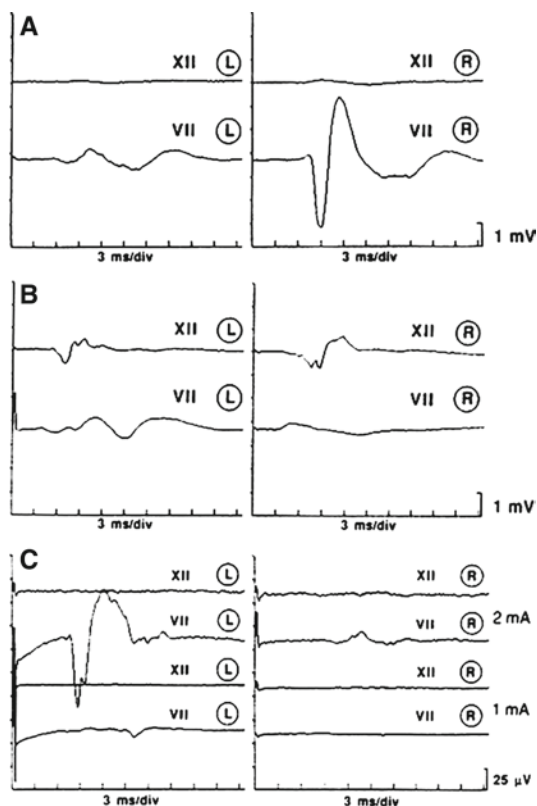 A
XII L XII R
VII L VII R
1 mV
3 ms/div 3 ms/div
B
XII L XII R
VII L VII R
1 mV
3 ms/div 3 ms/div
C
XII L XII R
VII L VII R 2 mA
XII L XII R
1 mA
VII L VII R
25 µV
3 ms/div 3 ms/div